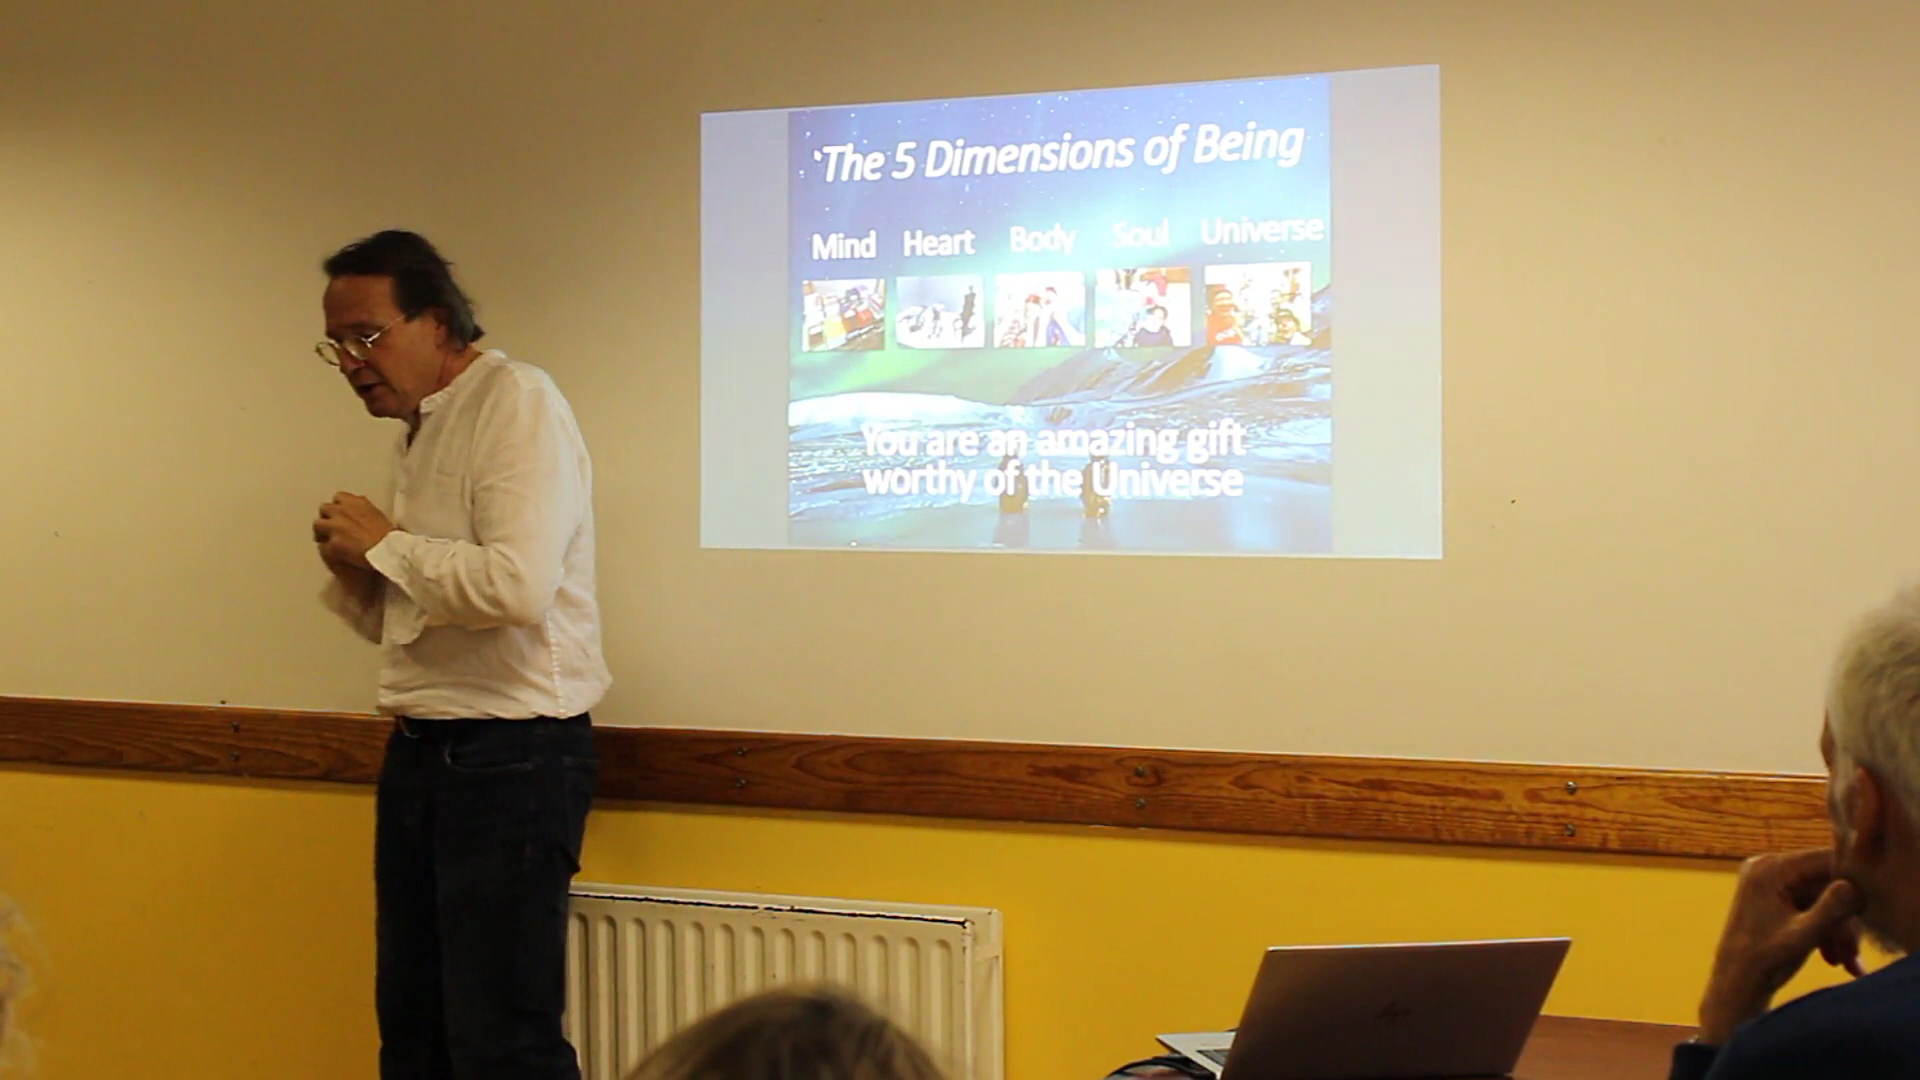 'The 5 Dimensions of Being
Mind Heart Body Soul Universe
You are an amazing gift
worthy of the Universe
hp